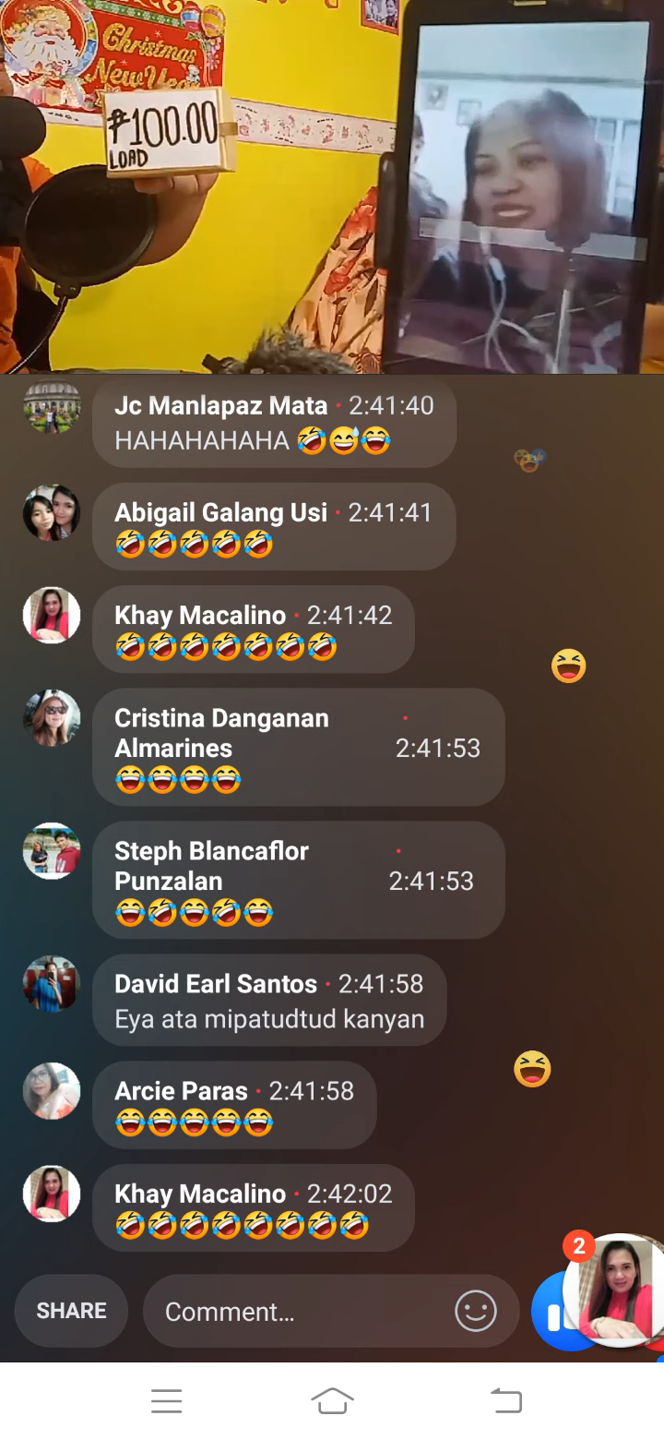 Christmas
New Year
₱100.00
LOAD
Jc Manlapaz Mata · 2:41:40
HAHAHAHAHA 🤣😅😂
Abigail Galang Usi · 2:41:41
🤣🤣🤣🤣🤣
Khay Macalino · 2:41:42
🤣🤣🤣🤣🤣🤣🤣
Cristina Danganan ·
Almarines 2:41:53
😂😂😂😂
Steph Blancaflor ·
Punzalan 2:41:53
😂🤣😂🤣😂
David Earl Santos · 2:41:58
Eya ata mipatudtud kanyan
Arcie Paras · 2:41:58
😂😂😂😂😂
Khay Macalino · 2:42:02
🤣🤣🤣🤣🤣🤣🤣🤣
2
SHARE
Comment...